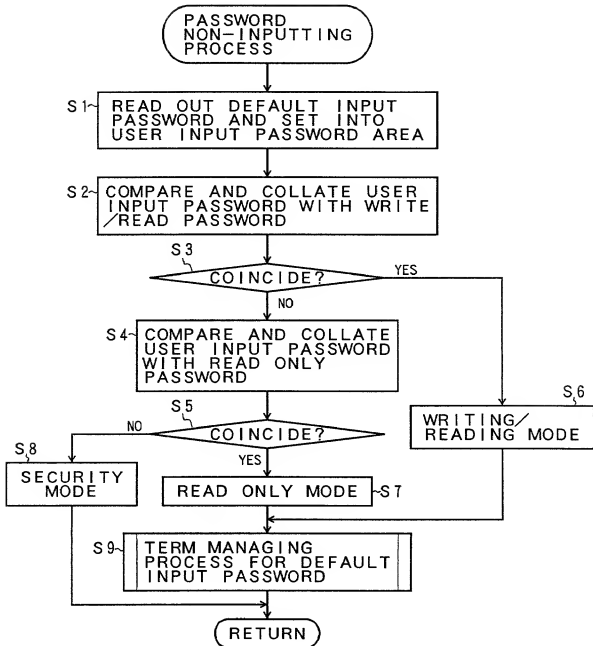 PASSWORD
NON-INPUTTING
PROCESS
S1
READ OUT DEFAULT INPUT
PASSWORD AND SET INTO
USER INPUT PASSWORD AREA
S2
COMPARE AND COLLATE USER
INPUT PASSWORD WITH WRITE
/READ PASSWORD
S3
COINCIDE?
YES
NO
S4
COMPARE AND COLLATE
USER INPUT PASSWORD
WITH READ ONLY
PASSWORD
S5
COINCIDE?
NO
YES
S6
WRITING/
READING MODE
S8
SECURITY
MODE
READ ONLY MODE
S7
S9
TERM MANAGING
PROCESS FOR DEFAULT
INPUT PASSWORD
RETURN